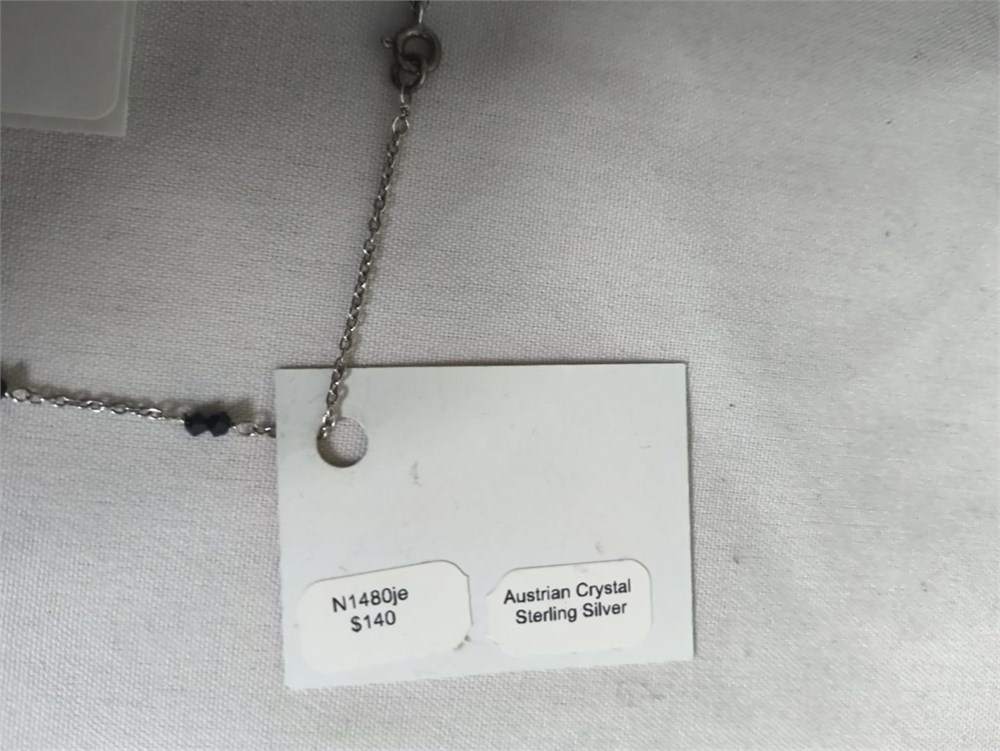 N1480je
$140
Austrian Crystal
Sterling Silver